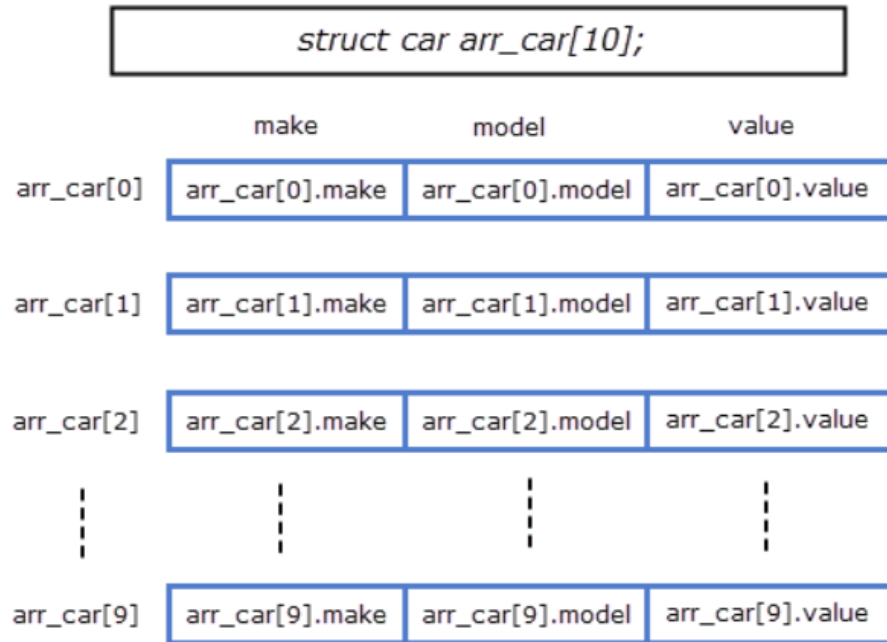 struct car arr_car[10];
make model value
arr_car[0] arr_car[0].make arr_car[0].model arr_car[0].value
arr_car[1] arr_car[1].make arr_car[1].model arr_car[1].value
arr_car[2] arr_car[2].make arr_car[2].model arr_car[2].value
arr_car[9] arr_car[9].make arr_car[9].model arr_car[9].value